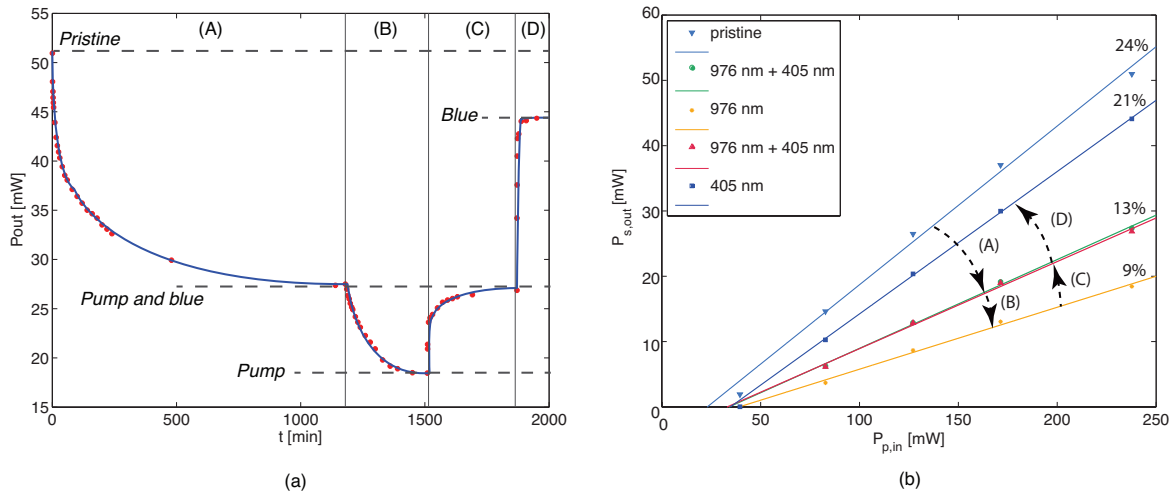 (A)
(B)
(C)
(D)
Pristine
Blue
Pump and blue
Pump
55
50
45
40
35
30
25
20
15
Pout [mW]
0
500
1000
1500
2000
t [min]
(a)
60
50
40
30
20
10
0
P_s,out [mW]
pristine
976 nm + 405 nm
976 nm
976 nm + 405 nm
405 nm
24%
21%
13%
9%
(A)
(B)
(C)
(D)
0
50
100
150
200
250
P_p,in [mW]
(b)